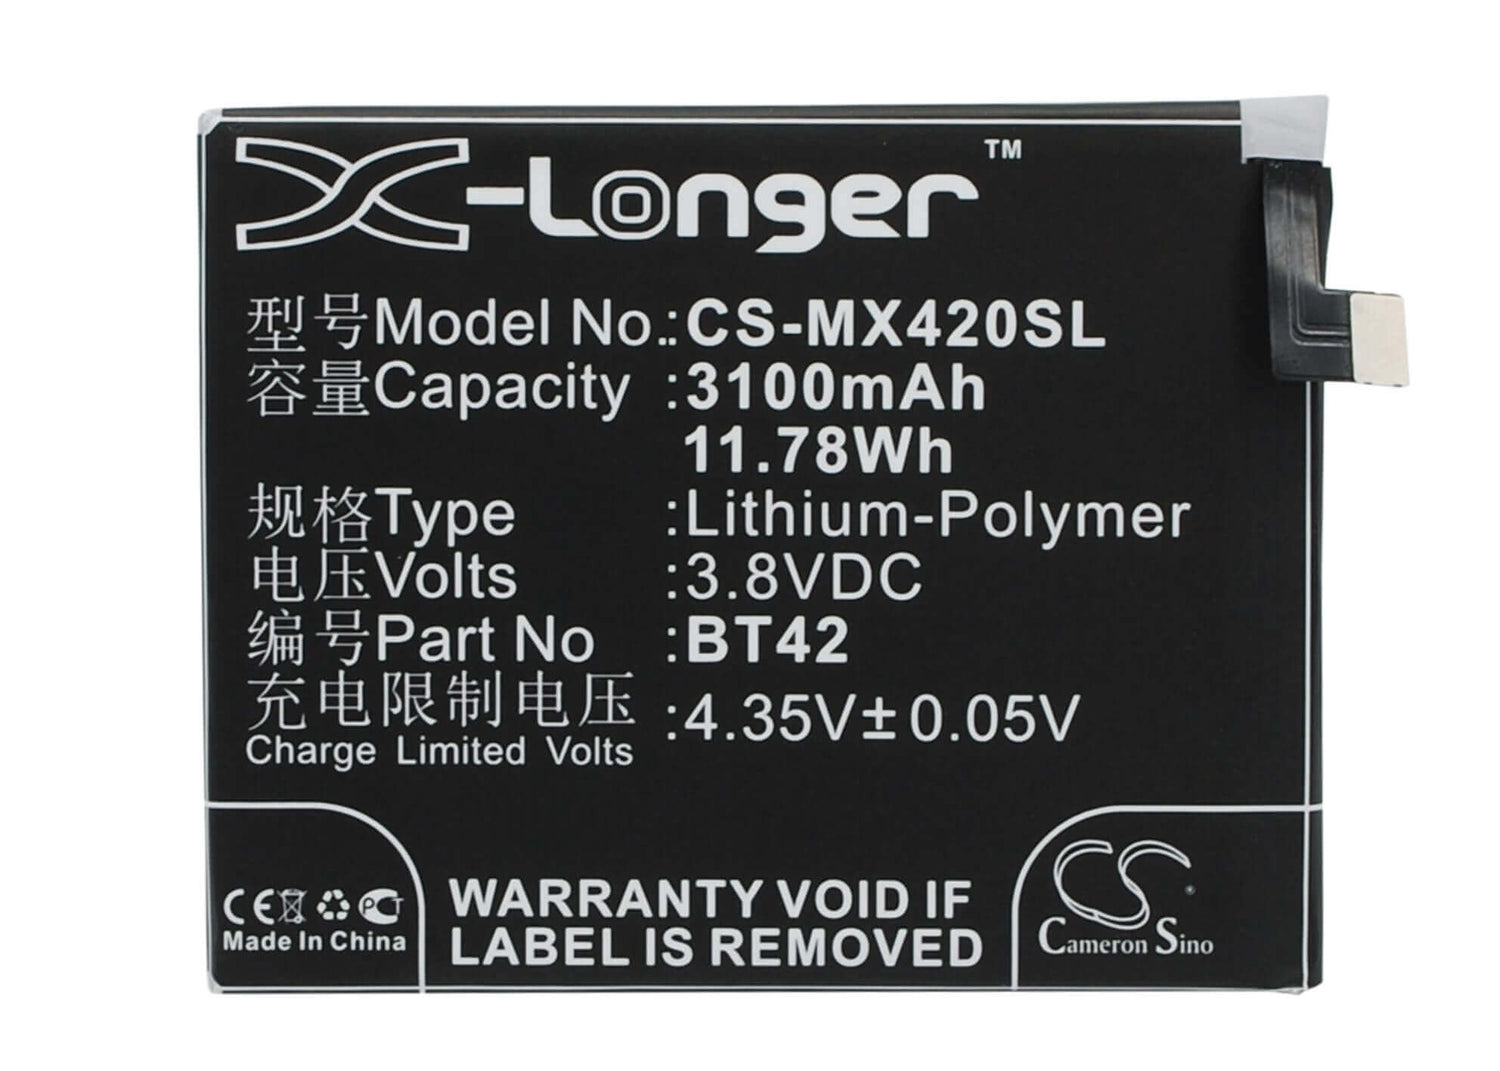 X-Longer™
型号Model No.:CS-MX420SL
容量Capacity :3100mAh
11.78Wh
规格Type :Lithium-Polymer
电压Volts :3.8VDC
编号Part No :BT42
充电限制电压 :4.35V±0.05V
Charge Limited Volts
CE PCT
Made In China
WARRANTY VOID IF
LABEL IS REMOVED
CS®
Cameron Sino